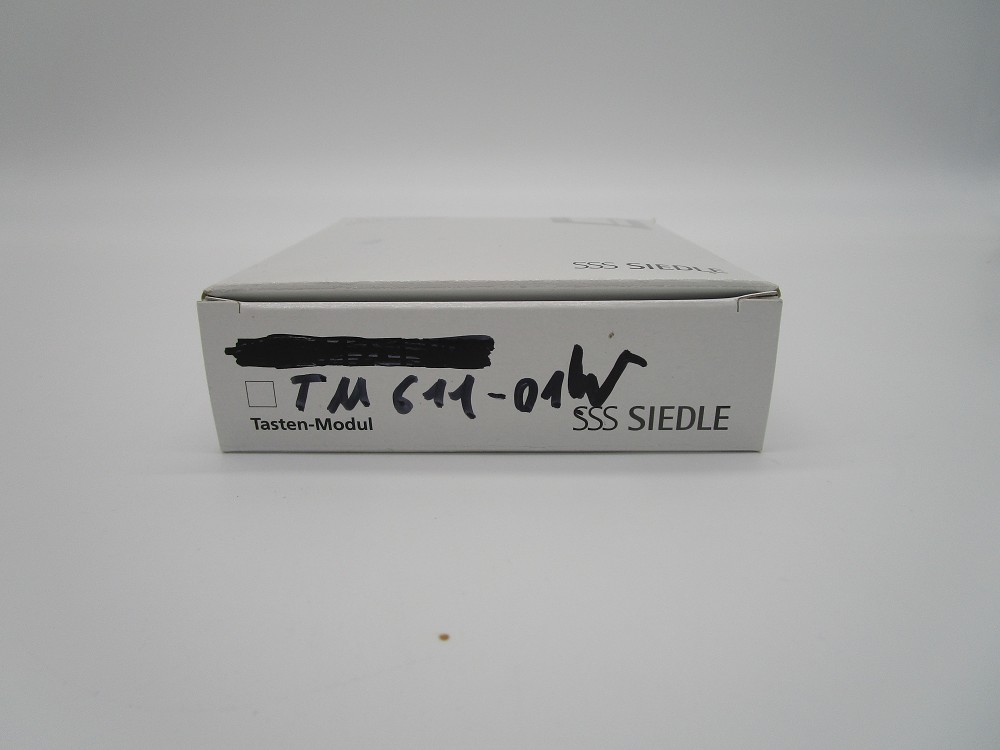 SSS SIEDLE
TM 611-01W
Tasten-Modul
SSS SIEDLE